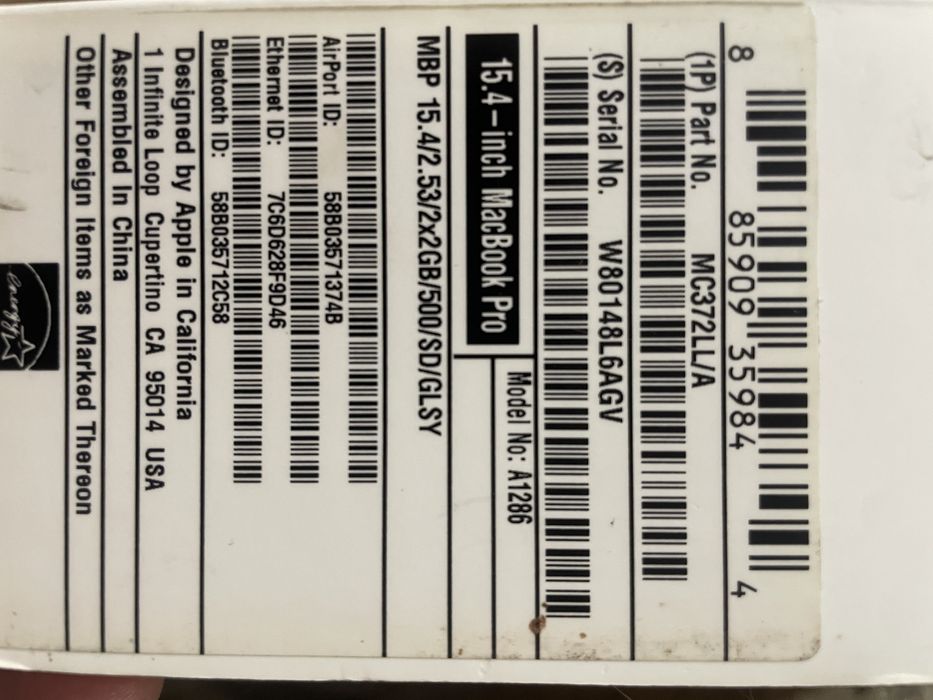 8 85909 35984 4
(1P) Part No. MC372LL/A
(S) Serial No. W80148L6AGV
15.4-inch MacBook Pro
Model No: A1286
MBP 15.4/2.53/2x2GB/500/SD/GLSY
AirPort ID: 58B03571374B
Ethernet ID: 7C6D628F9D46
Bluetooth ID: 58B035712C58
Designed by Apple in California
1 Infinite Loop Cupertino CA 95014 USA
Assembled In China
Other Foreign Items as Marked Thereon
energy